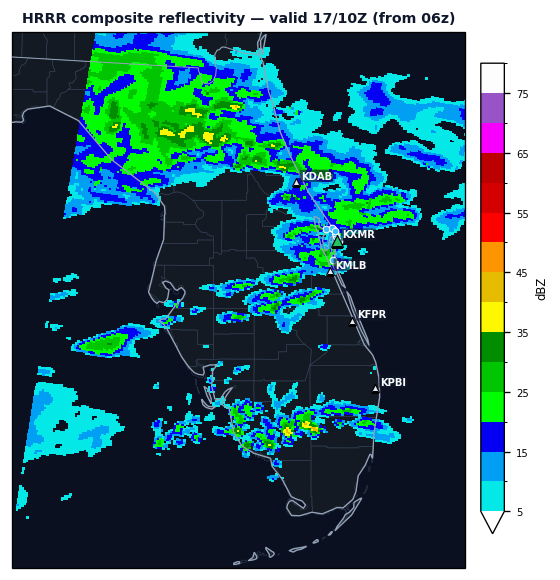 HRRR composite reflectivity — valid 17/10Z (from 06z)
KDAB
KXMR
KMLB
KFPR
KPBI
75
65
55
45
35
25
15
5
dBZ